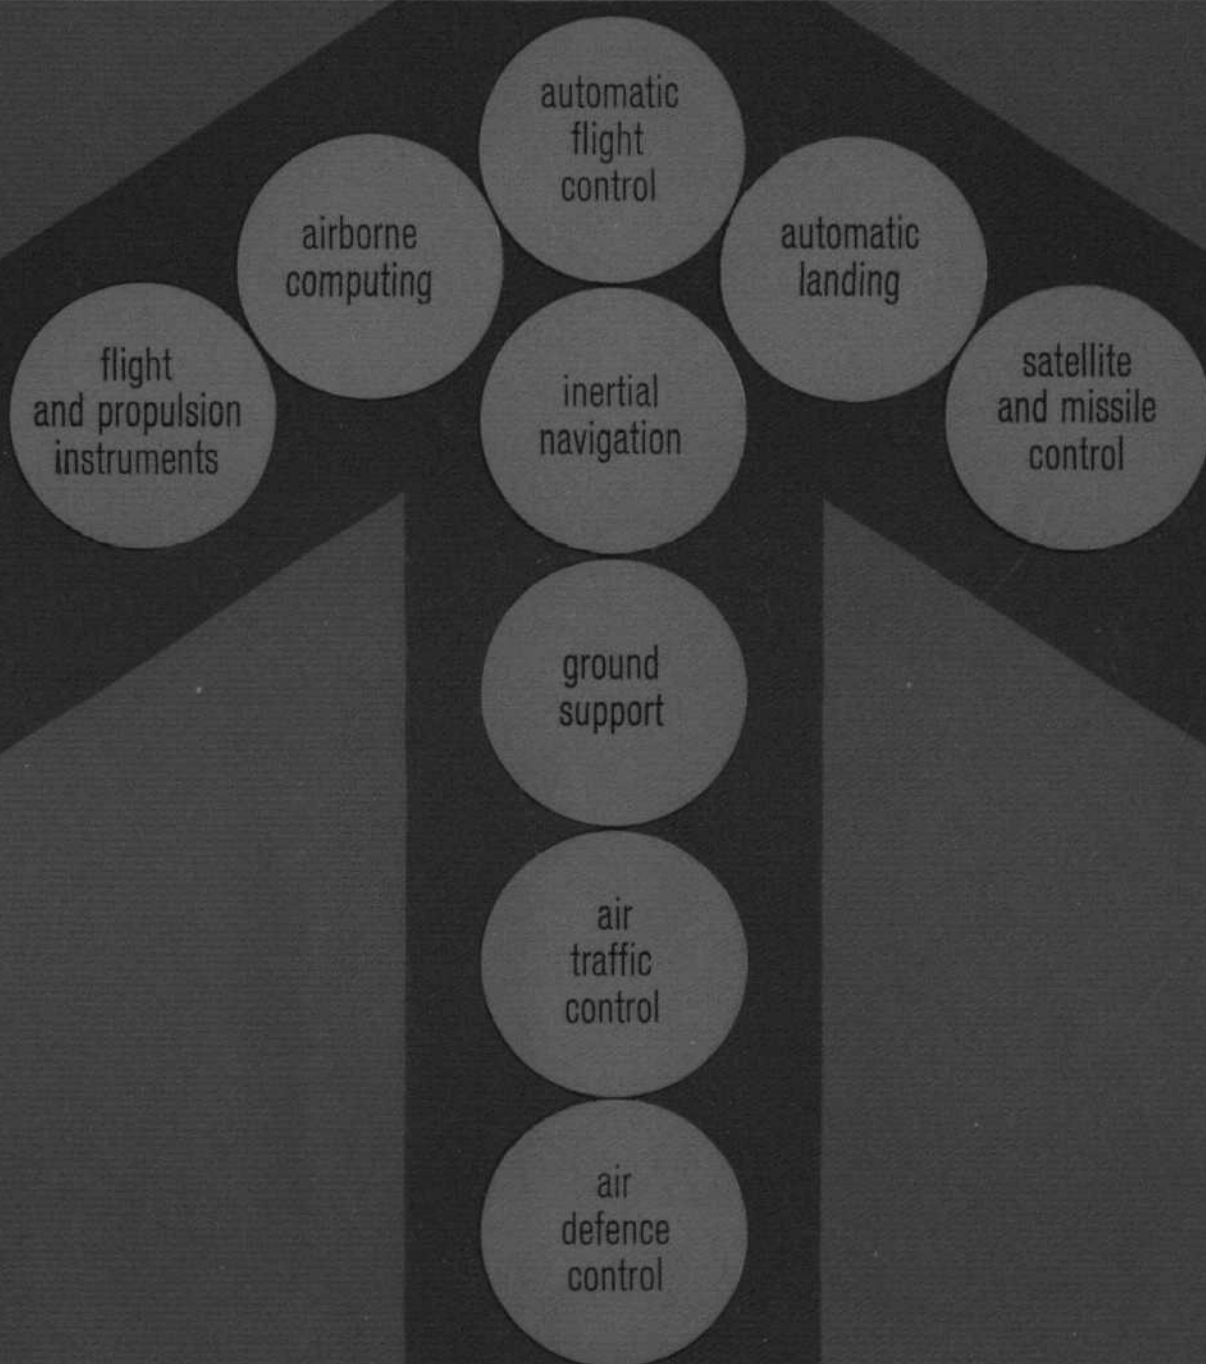 automatic
flight
control
airborne
computing
automatic
landing
flight
and propulsion
instruments
inertial
navigation
satellite
and missile
control
ground
support
air
traffic
control
air
defence
control